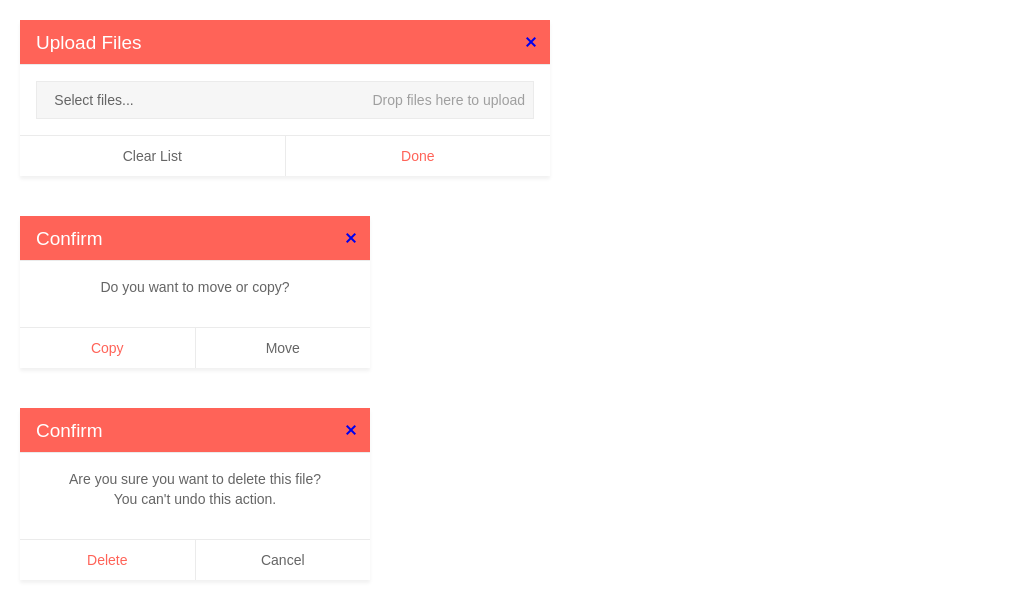 Upload Files ✕
Select files... Drop files here to upload
Clear List Done
Confirm ✕
Do you want to move or copy?
Copy Move
Confirm ✕
Are you sure you want to delete this file?
You can't undo this action.
Delete Cancel